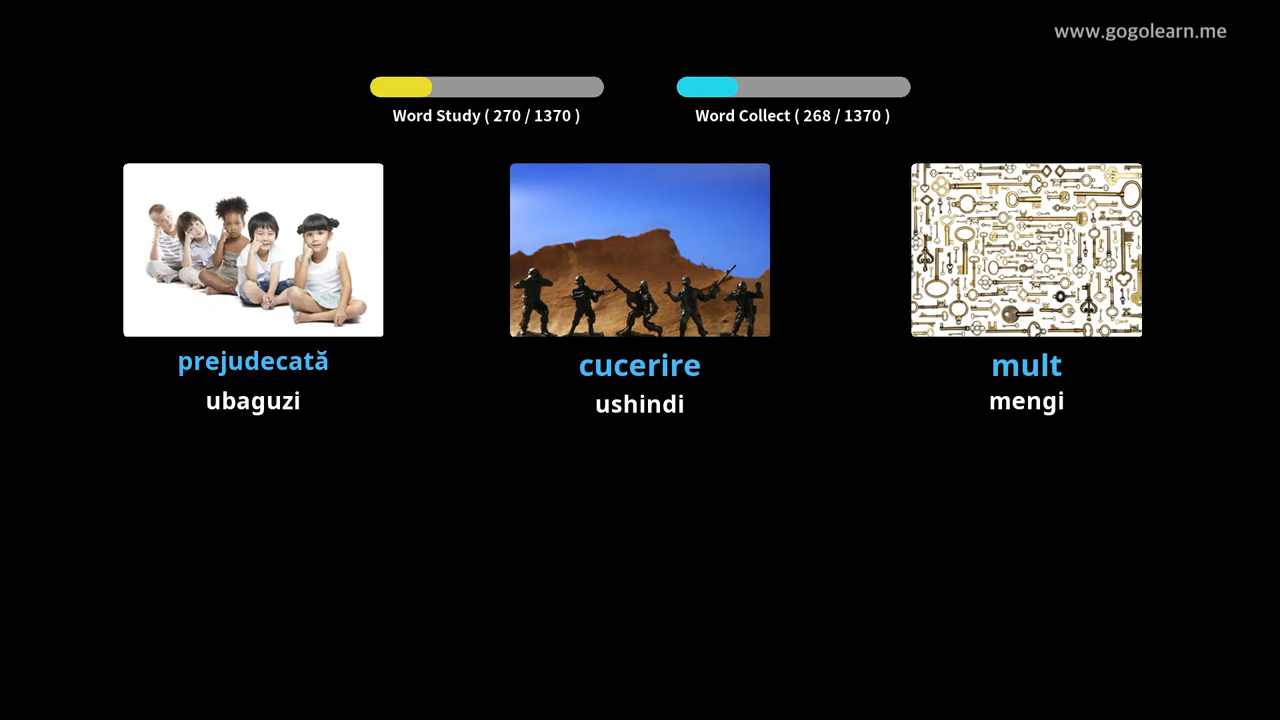 www.gogolearn.me
Word Study ( 270 / 1370 )
Word Collect ( 268 / 1370 )
prejudecată
ubaguzi
cucerire
ushindi
mult
mengi